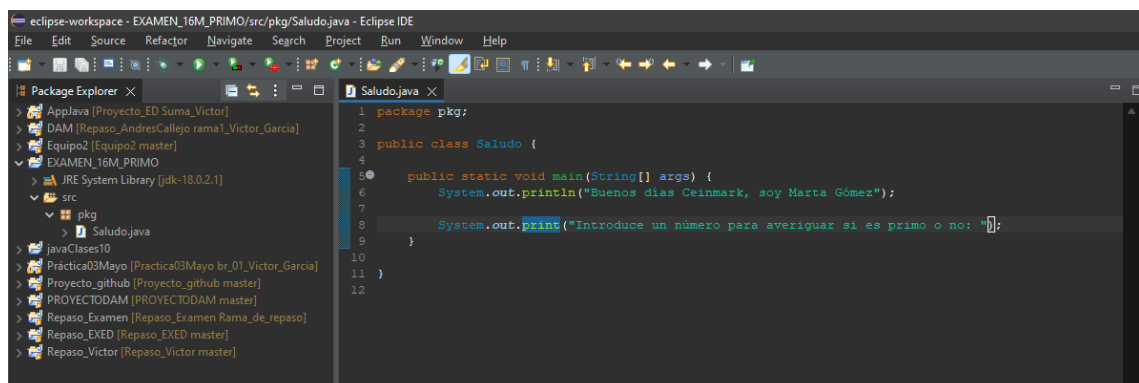 eclipse-workspace - EXAMEN_16M_PRIMO/src/pkg/Saludo.java - Eclipse IDE
File Edit Source Refactor Navigate Search Project Run Window Help
Package Explorer
AppJava [Proyecto_ED Suma_Victor]
DAM [Repaso_AndresCallejo rama1_Victor_Garcia]
Equipo2 [Equipo2 master]
EXAMEN_16M_PRIMO
JRE System Library [jdk-18.0.2.1]
src
pkg
Saludo.java
javaClases10
Práctica03Mayo [Practica03Mayo br_01_Victor_Garcia]
Proyecto_github [Proyecto_github master]
PROYECTODAM [PROYECTODAM master]
Repaso_Examen [Repaso_Examen Rama_de_repaso]
Repaso_EXED [Repaso_EXED master]
Repaso_Victor [Repaso_Victor master]
Saludo.java
1 package pkg;
2
3 public class Saludo {
4
5 public static void main(String[] args) {
6 System.out.println("Buenos días Ceinmark, soy Marta Gómez");
7
8 System.out.print("Introduce un número para averiguar si es primo o no: ");
9 }
10
11 }
12